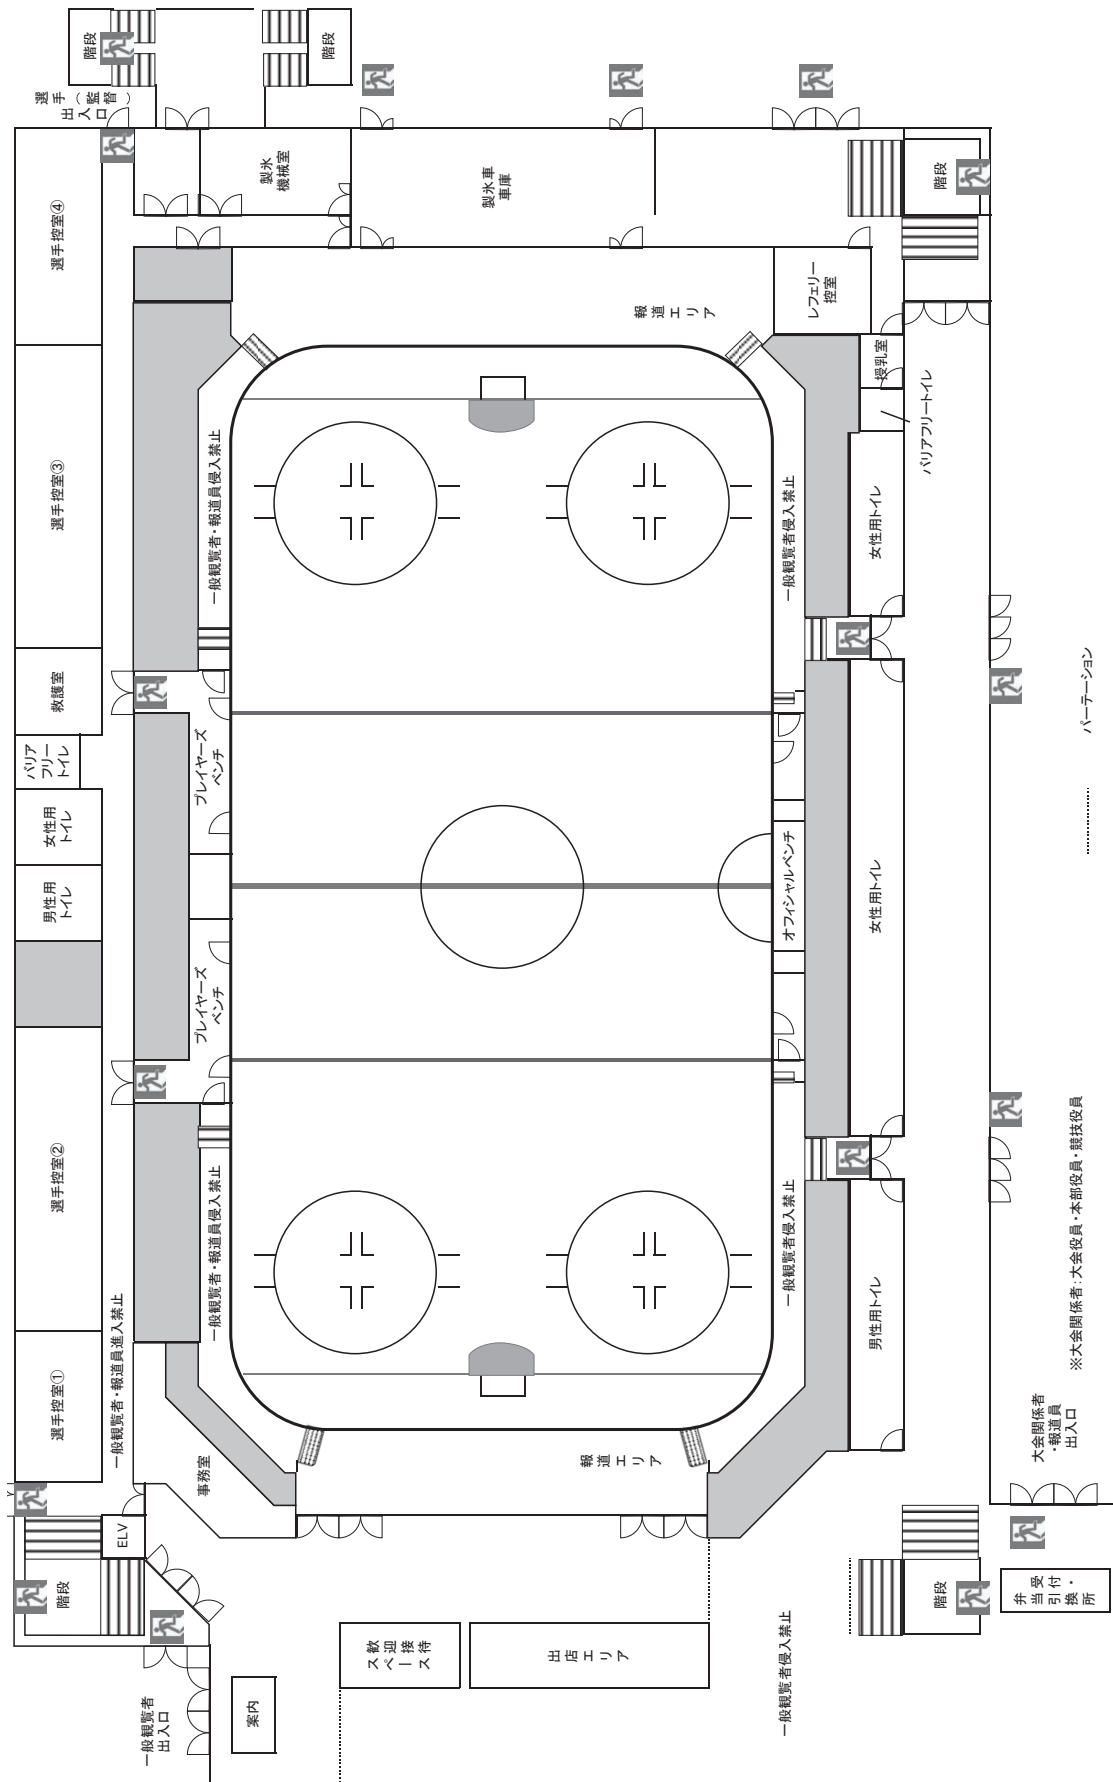 階段
階段
選手（監督）
出入口
製氷
機械室
製氷車
車庫
階段
選手控室④
レフェリー
控室
報道エリア
授乳室
バリアフリートイレ
選手控室③
一般観覧者・報道員侵入禁止
一般観覧者侵入禁止
女性用トイレ
救護室
バリア
フリー
トイレ
プレイヤーズ
ベンチ
女性用
トイレ
男性用
トイレ
オフィシャルベンチ
女性用トイレ
パーテーション
プレイヤーズ
ベンチ
選手控室②
一般観覧者・報道員侵入禁止
一般観覧者侵入禁止
男性用トイレ
※大会関係者：大会役員・本部役員・競技役員
選手控室①
一般観覧者・報道員進入禁止
事務室
報道エリア
大会関係者
・報道員
出入口
ELV
階段
階段
弁当受付・
引換所
歓迎接待
スペース
出店エリア
一般観覧者侵入禁止
案内
一般観覧者
出入口